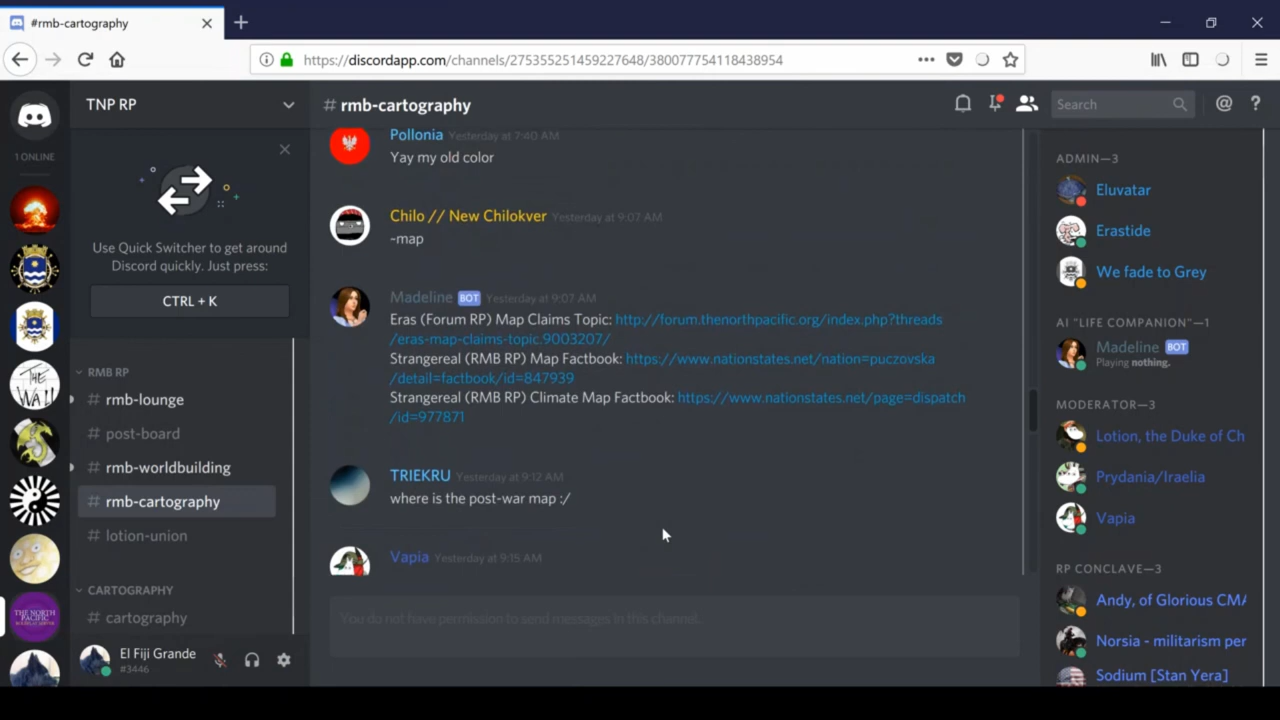 #rmb-cartography
https://discordapp.com/channels/275355251459227648/380077754118438954
1 ONLINE
THE WALL
THE NORTH PACIFIC
TNP RP
Use Quick Switcher to get around
Discord quickly. Just press:
CTRL + K
RMB RP
# rmb-lounge
# post-board
# rmb-worldbuilding
# rmb-cartography
# lotion-union
CARTOGRAPHY
# cartography
El Fiji Grande
#3446
# rmb-cartography
Search
Pollonia Yesterday at 7:40 AM
Yay my old color
Chilo // New Chilokver Yesterday at 9:07 AM
~map
Madeline BOT Yesterday at 9:07 AM
Eras (Forum RP) Map Claims Topic: http://forum.thenorthpacific.org/index.php?threads
/eras-map-claims-topic.9003207/
Strangereal (RMB RP) Map Factbook: https://www.nationstates.net/nation=puczovska
/detail=factbook/id=847939
Strangereal (RMB RP) Climate Map Factbook: https://www.nationstates.net/page=dispatch
/id=977871
TRIEKRU Yesterday at 9:12 AM
where is the post-war map :/
Vapia Yesterday at 9:15 AM
You do not have permission to send messages in this channel.
ADMIN—3
Eluvatar
Erastide
We fade to Grey
AI "LIFE COMPANION"—1
Madeline BOT
Playing nothing.
MODERATOR—3
Lotion, the Duke of Ch
Prydania/Iraelia
Vapia
RP CONCLAVE—3
Andy, of Glorious CMA
Norsia - militarism per
Sodium [Stan Yera]